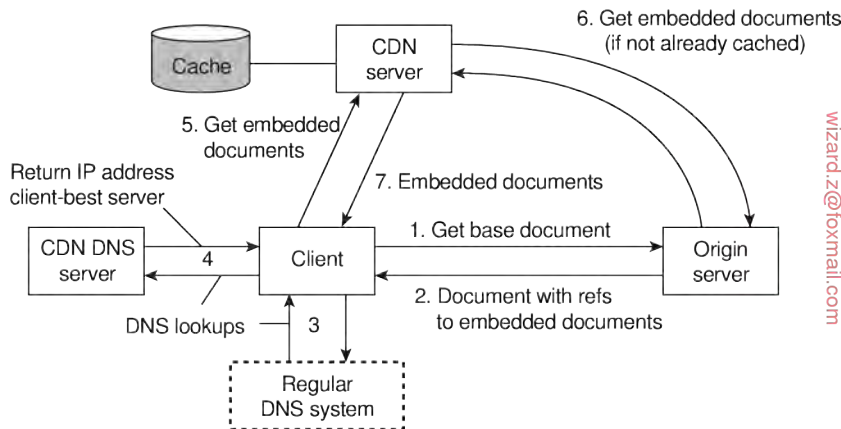 6. Get embedded documents
(if not already cached)
CDN
server
Cache
5. Get embedded
documents
Return IP address
client-best server
7. Embedded documents
1. Get base document
CDN DNS
server
4
Client
Origin
server
2. Document with refs
to embedded documents
DNS lookups
3
Regular
DNS system
wizard.z@foxmail.com